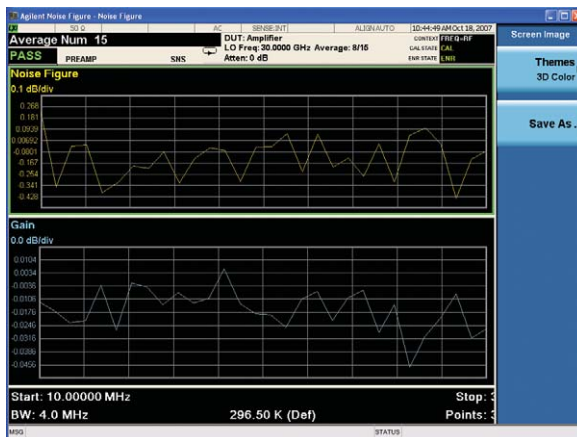 Agilent Noise Figure - Noise Figure
50 Ω AC SENSE:INT ALIGNAUTO 10:44:49 AM Oct 18, 2007
Average Num 15
DUT: Amplifier
CONTEXT FREQ=RF
LO Freq: 30.0000 GHz Average: 8/15
CAL STATE CAL
PASS PREAMP SNS
Atten: 0 dB
ENR STATE ENR
Screen Image
Themes
3D Color
Save As .
Noise Figure
0.1 dB/div
0.268
0.181
0.0939
0.00692
-0.0801
-0.167
-0.254
-0.341
-0.428
Gain
0.0 dB/div
0.0104
0.0034
-0.0036
-0.0106
-0.0176
-0.0246
-0.0316
-0.0386
-0.0456
Start: 10.00000 MHz Stop:
BW: 4.0 MHz 296.50 K (Def) Points:
MSG STATUS